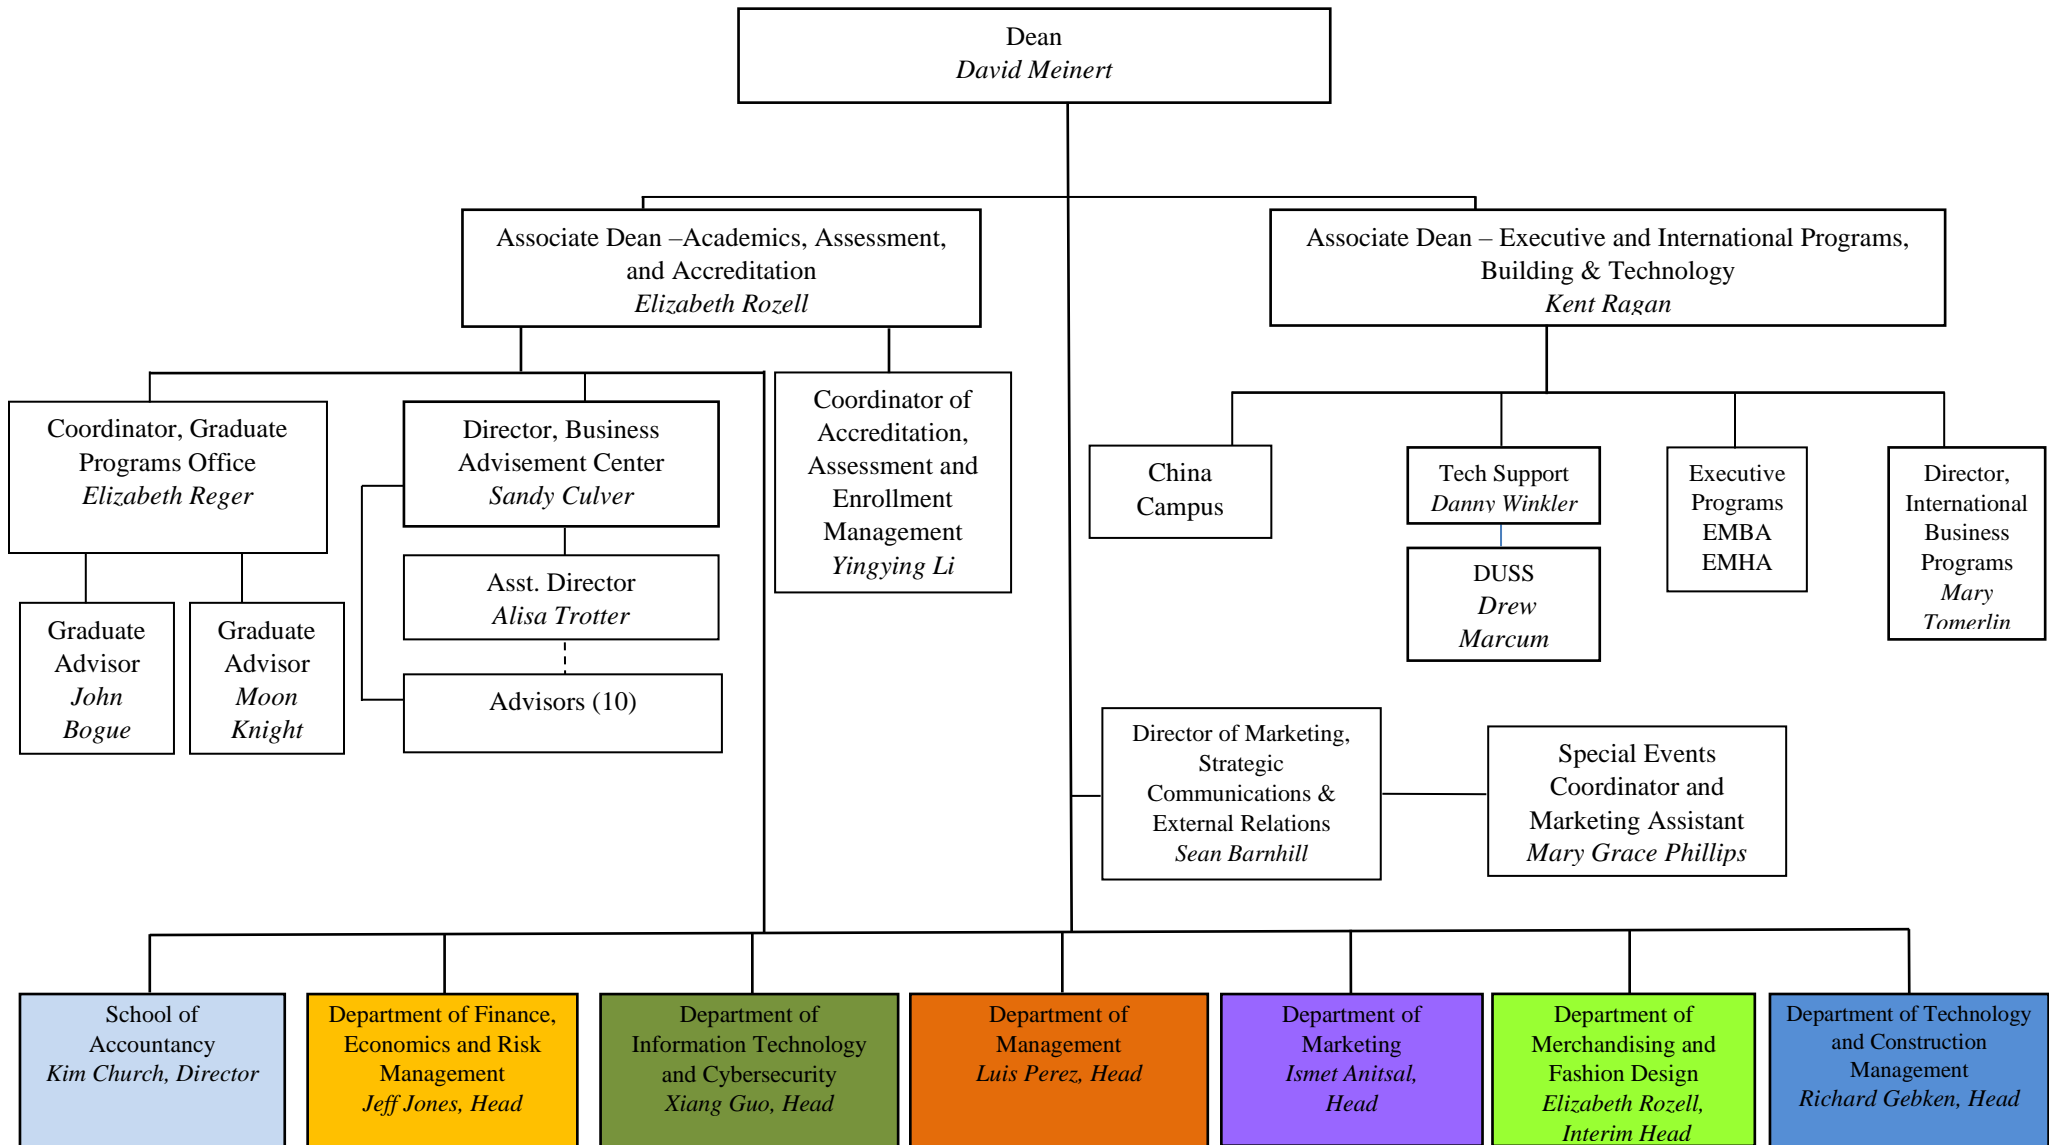 Dean
David Meinert
Associate Dean –Academics, Assessment,
and Accreditation
Elizabeth Rozell
Associate Dean – Executive and International Programs,
Building & Technology
Kent Ragan
Coordinator, Graduate
Programs Office
Elizabeth Reger
Director, Business
Advisement Center
Sandy Culver
Coordinator of
Accreditation,
Assessment and
Enrollment
Management
Yingying Li
China
Campus
Tech Support
Danny Winkler
Executive
Programs
EMBA
EMHA
Director,
International
Business
Programs
Mary
Tomerlin
Asst. Director
Alisa Trotter
DUSS
Drew
Marcum
Graduate
Advisor
John
Bogue
Graduate
Advisor
Moon
Knight
Advisors (10)
Director of Marketing,
Strategic
Communications &
External Relations
Sean Barnhill
Special Events
Coordinator and
Marketing Assistant
Mary Grace Phillips
School of
Accountancy
Kim Church, Director
Department of Finance,
Economics and Risk
Management
Jeff Jones, Head
Department of
Information Technology
and Cybersecurity
Xiang Guo, Head
Department of
Management
Luis Perez, Head
Department of
Marketing
Ismet Anitsal,
Head
Department of
Merchandising and
Fashion Design
Elizabeth Rozell,
Interim Head
Department of Technology
and Construction
Management
Richard Gebken, Head